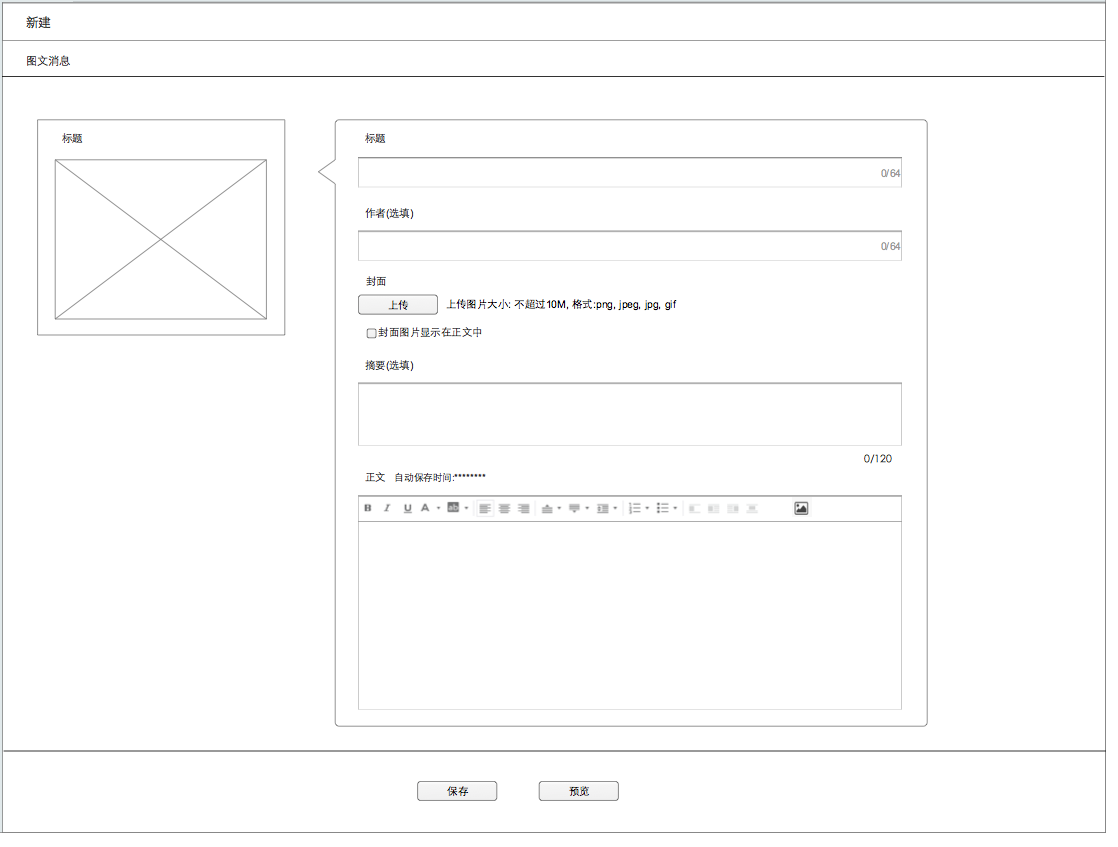 新建
图文消息
标题
标题
0/64
作者(选填)
0/64
封面
上传 上传图片大小: 不超过10M, 格式:png, jpeg, jpg, gif
封面图片显示在正文中
摘要(选填)
0/120
正文 自动保存时间:********
B I U A ab
保存 预览